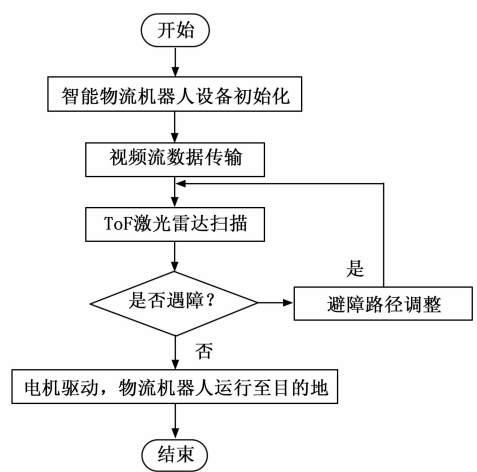 开始
智能物流机器人设备初始化
视频流数据传输
ToF激光雷达扫描
是否遇障?
是
避障路径调整
否
电机驱动，物流机器人运行至目的地
结束